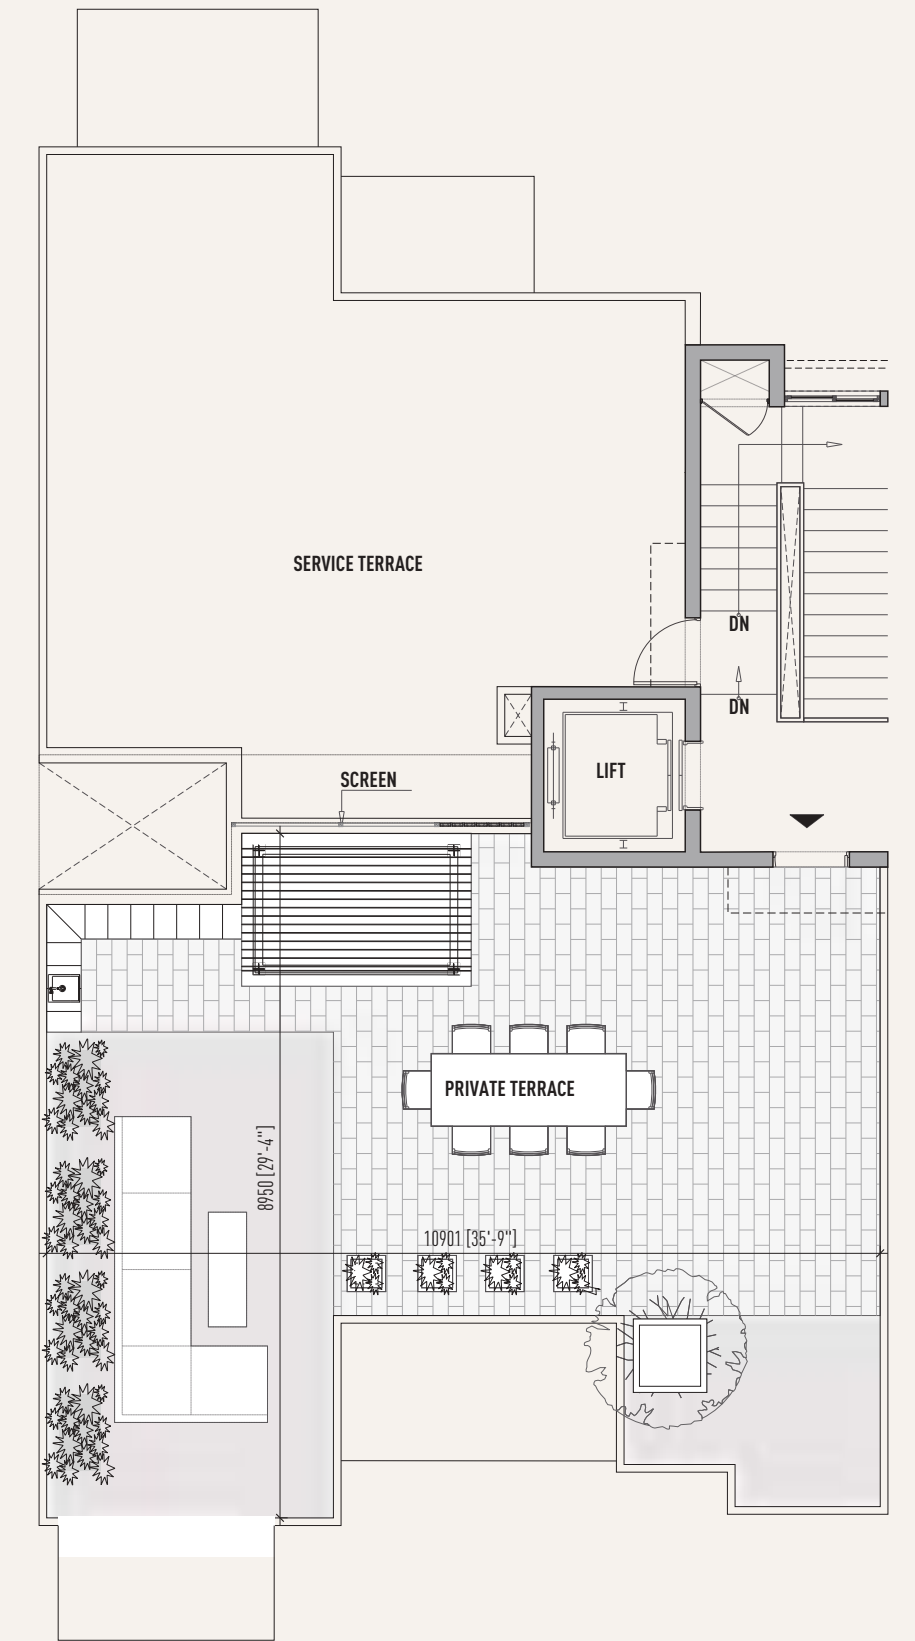 SERVICE TERRACE
DN
DN
LIFT
SCREEN
PRIVATE TERRACE
8950 [29'-4"]
10901 [35'-9"]